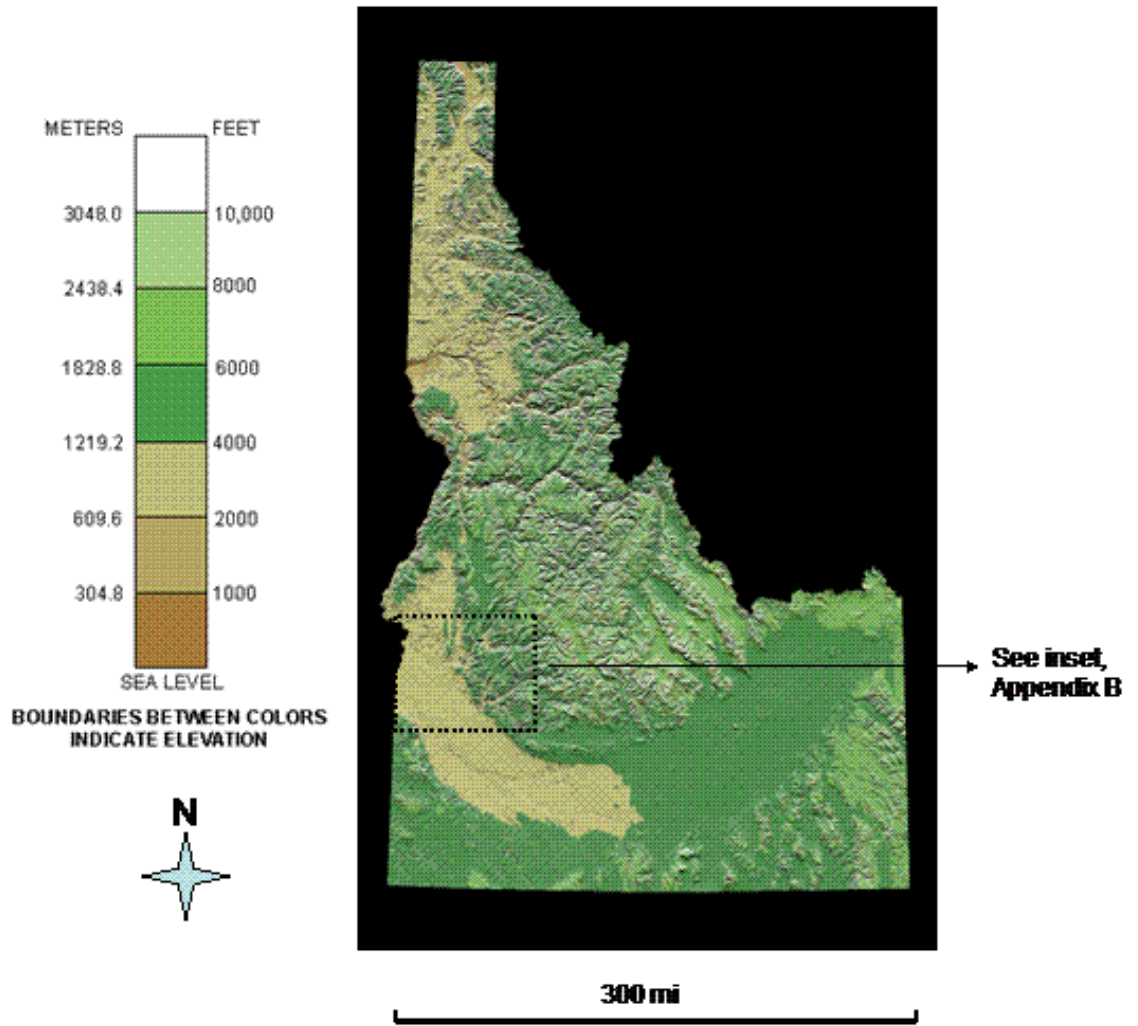 METERS FEET
3048.0 10,000
2438.4 8000
1828.8 6000
1219.2 4000
609.6 2000
304.8 1000
SEA LEVEL
BOUNDARIES BETWEEN COLORS
INDICATE ELEVATION
N
See inset,
Appendix B
300 mi